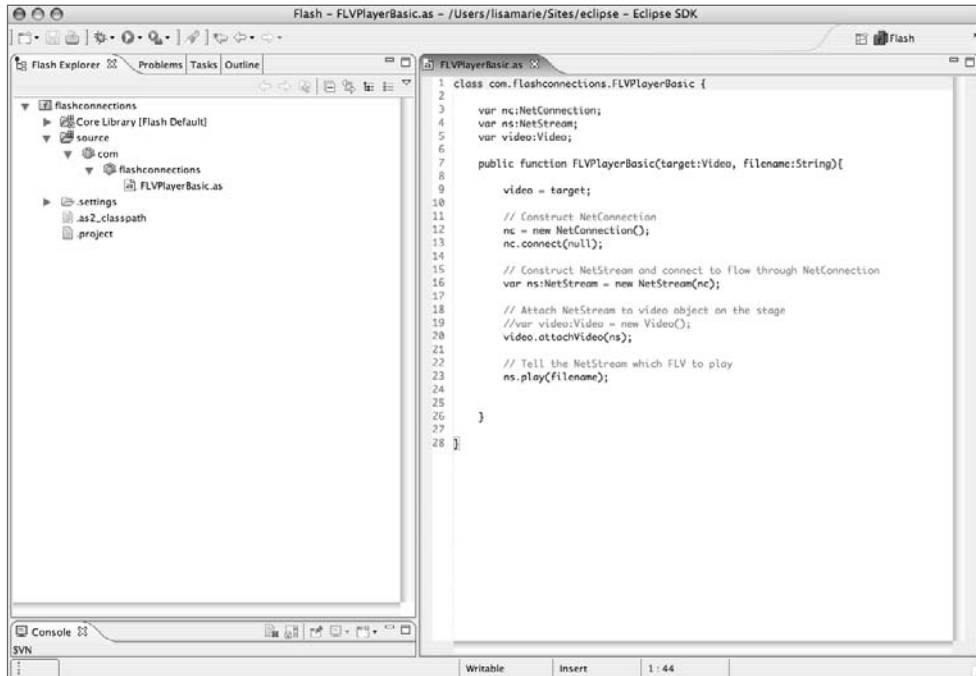 Flash – FLVPlayerBasic.as – /Users/lisamarie/Sites/eclipse – Eclipse SDK
Flash
Flash Explorer Problems Tasks Outline
flashconnections
Core Library [Flash Default]
source
com
flashconnections
FLVPlayerBasic.as
.settings
.as2_classpath
.project
Console
SVN
FLVPlayerBasic.as
1 class com.flashconnections.FLVPlayerBasic {
2
3 var nc:NetConnection;
4 var ns:NetStream;
5 var video:Video;
6
7 public function FLVPlayerBasic(target:Video, filename:String){
8
9 video = target;
10
11 // Construct NetConnection
12 nc = new NetConnection();
13 nc.connect(null);
14
15 // Construct NetStream and connect to flow through NetConnection
16 var ns:NetStream = new NetStream(nc);
17
18 // Attach NetStream to video object on the stage
19 //var video:Video = new Video();
20 video.attachVideo(ns);
21
22 // Tell the NetStream which FLV to play
23 ns.play(filename);
24
25
26 }
27
28 }
Writable Insert 1 : 44